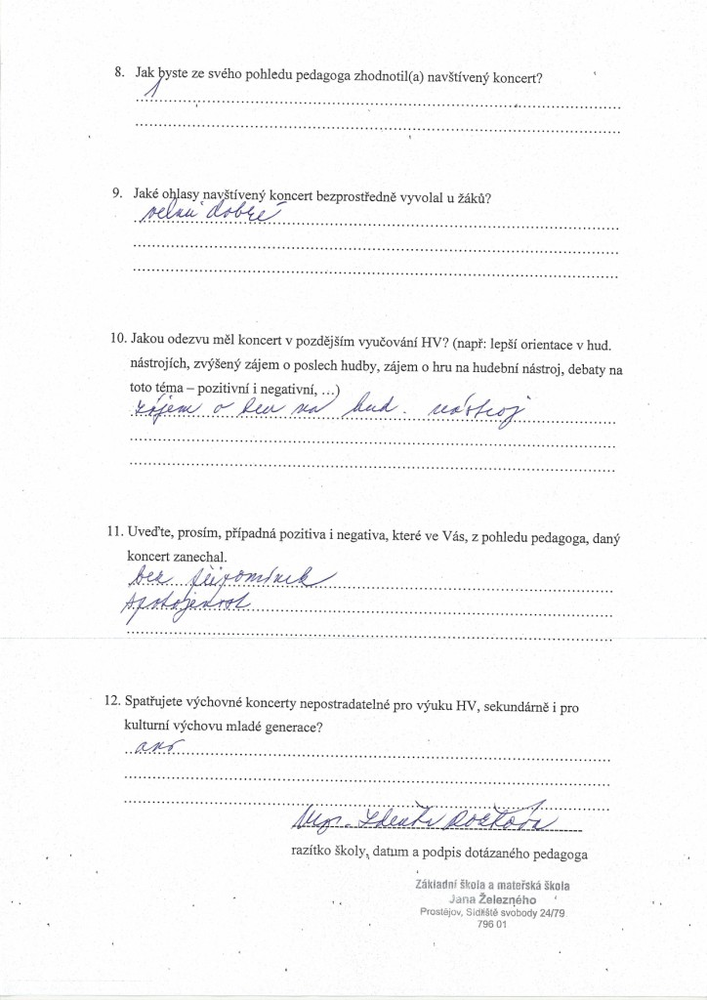 8. Jak byste ze svého pohledu pedagoga zhodnotil(a) navštívený koncert?
1
9. Jaké ohlasy navštívený koncert bezprostředně vyvolal u žáků?
velmi dobré
10. Jakou odezvu měl koncert v pozdějším vyučování HV? (např: lepší orientace v hud.
nástrojích, zvýšený zájem o poslech hudby, zájem o hru na hudební nástroj, debaty na
toto téma – pozitivní i negativní, ...)
zájem o hru na hud. nástroj
11. Uveďte, prosím, případná pozitiva i negativa, které ve Vás, z pohledu pedagoga, daný
koncert zanechal.
bez připomínek
spokojenost
12. Spatřujete výchovné koncerty nepostradatelné pro výuku HV, sekundárně i pro
kulturní výchovu mladé generace?
ano
Mgr. Zdeňka
razítko školy, datum a podpis dotázaného pedagoga
Základní škola a mateřská škola
Jana Železného
Prostějov, Sídliště svobody 24/79
796 01